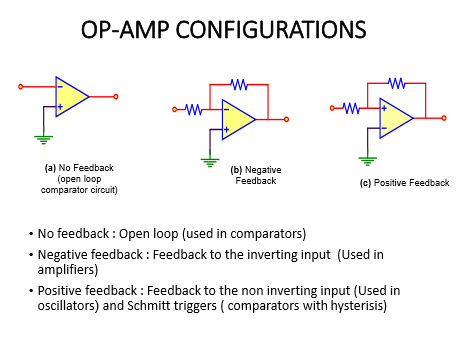 OP-AMP CONFIGURATIONS
−
+
−
+
+
−
(a) No Feedback
(open loop
comparator circuit)
(b) Negative
Feedback
(c) Positive Feedback
• No feedback : Open loop (used in comparators)
• Negative feedback : Feedback to the inverting input (Used in
amplifiers)
• Positive feedback : Feedback to the non inverting input (Used in
oscillators) and Schmitt triggers ( comparators with hysterisis)